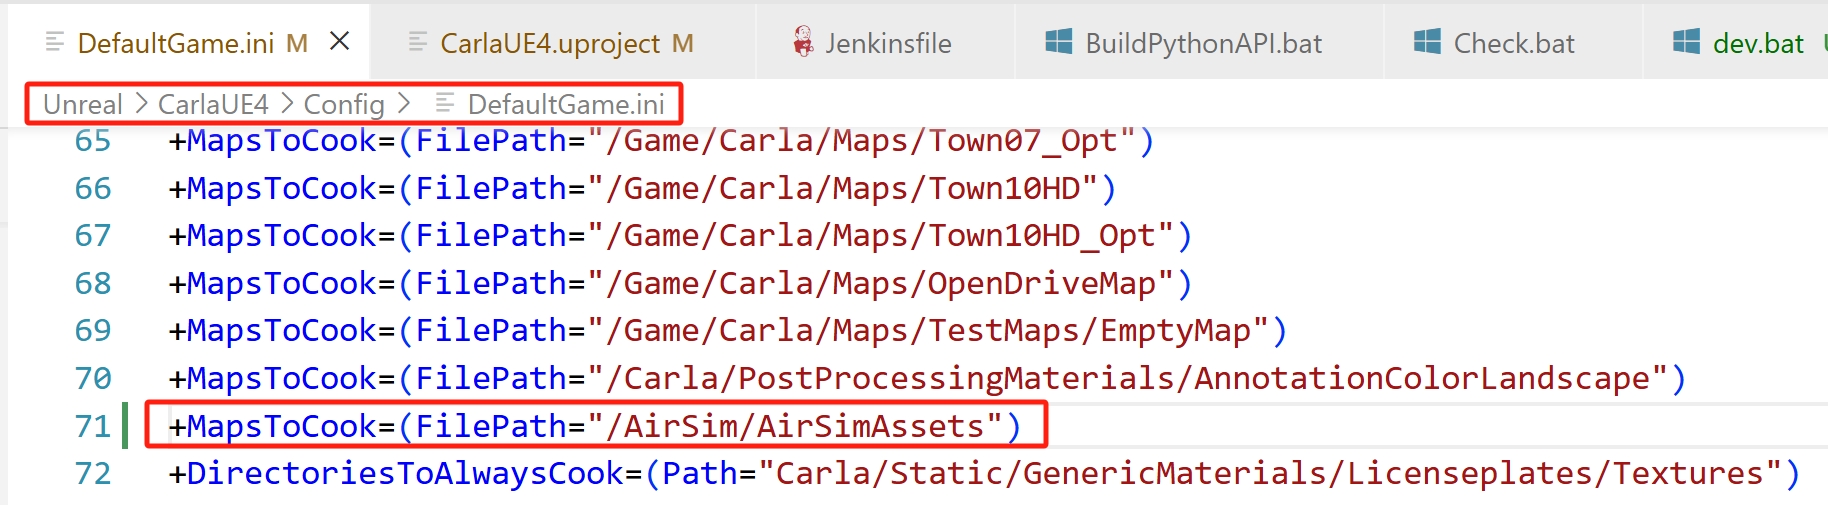 DefaultGame.ini M CarlaUE4.uproject M Jenkinsfile BuildPythonAPI.bat Check.bat dev.bat
Unreal > CarlaUE4 > Config > DefaultGame.ini
65 +MapsToCook=(FilePath="/Game/Carla/Maps/Town07_Opt")
66 +MapsToCook=(FilePath="/Game/Carla/Maps/Town10HD")
67 +MapsToCook=(FilePath="/Game/Carla/Maps/Town10HD_Opt")
68 +MapsToCook=(FilePath="/Game/Carla/Maps/OpenDriveMap")
69 +MapsToCook=(FilePath="/Game/Carla/Maps/TestMaps/EmptyMap")
70 +MapsToCook=(FilePath="/Carla/PostProcessingMaterials/AnnotationColorLandscape")
71 +MapsToCook=(FilePath="/AirSim/AirSimAssets")
72 +DirectoriesToAlwaysCook=(Path="Carla/Static/GenericMaterials/Licenseplates/Textures")